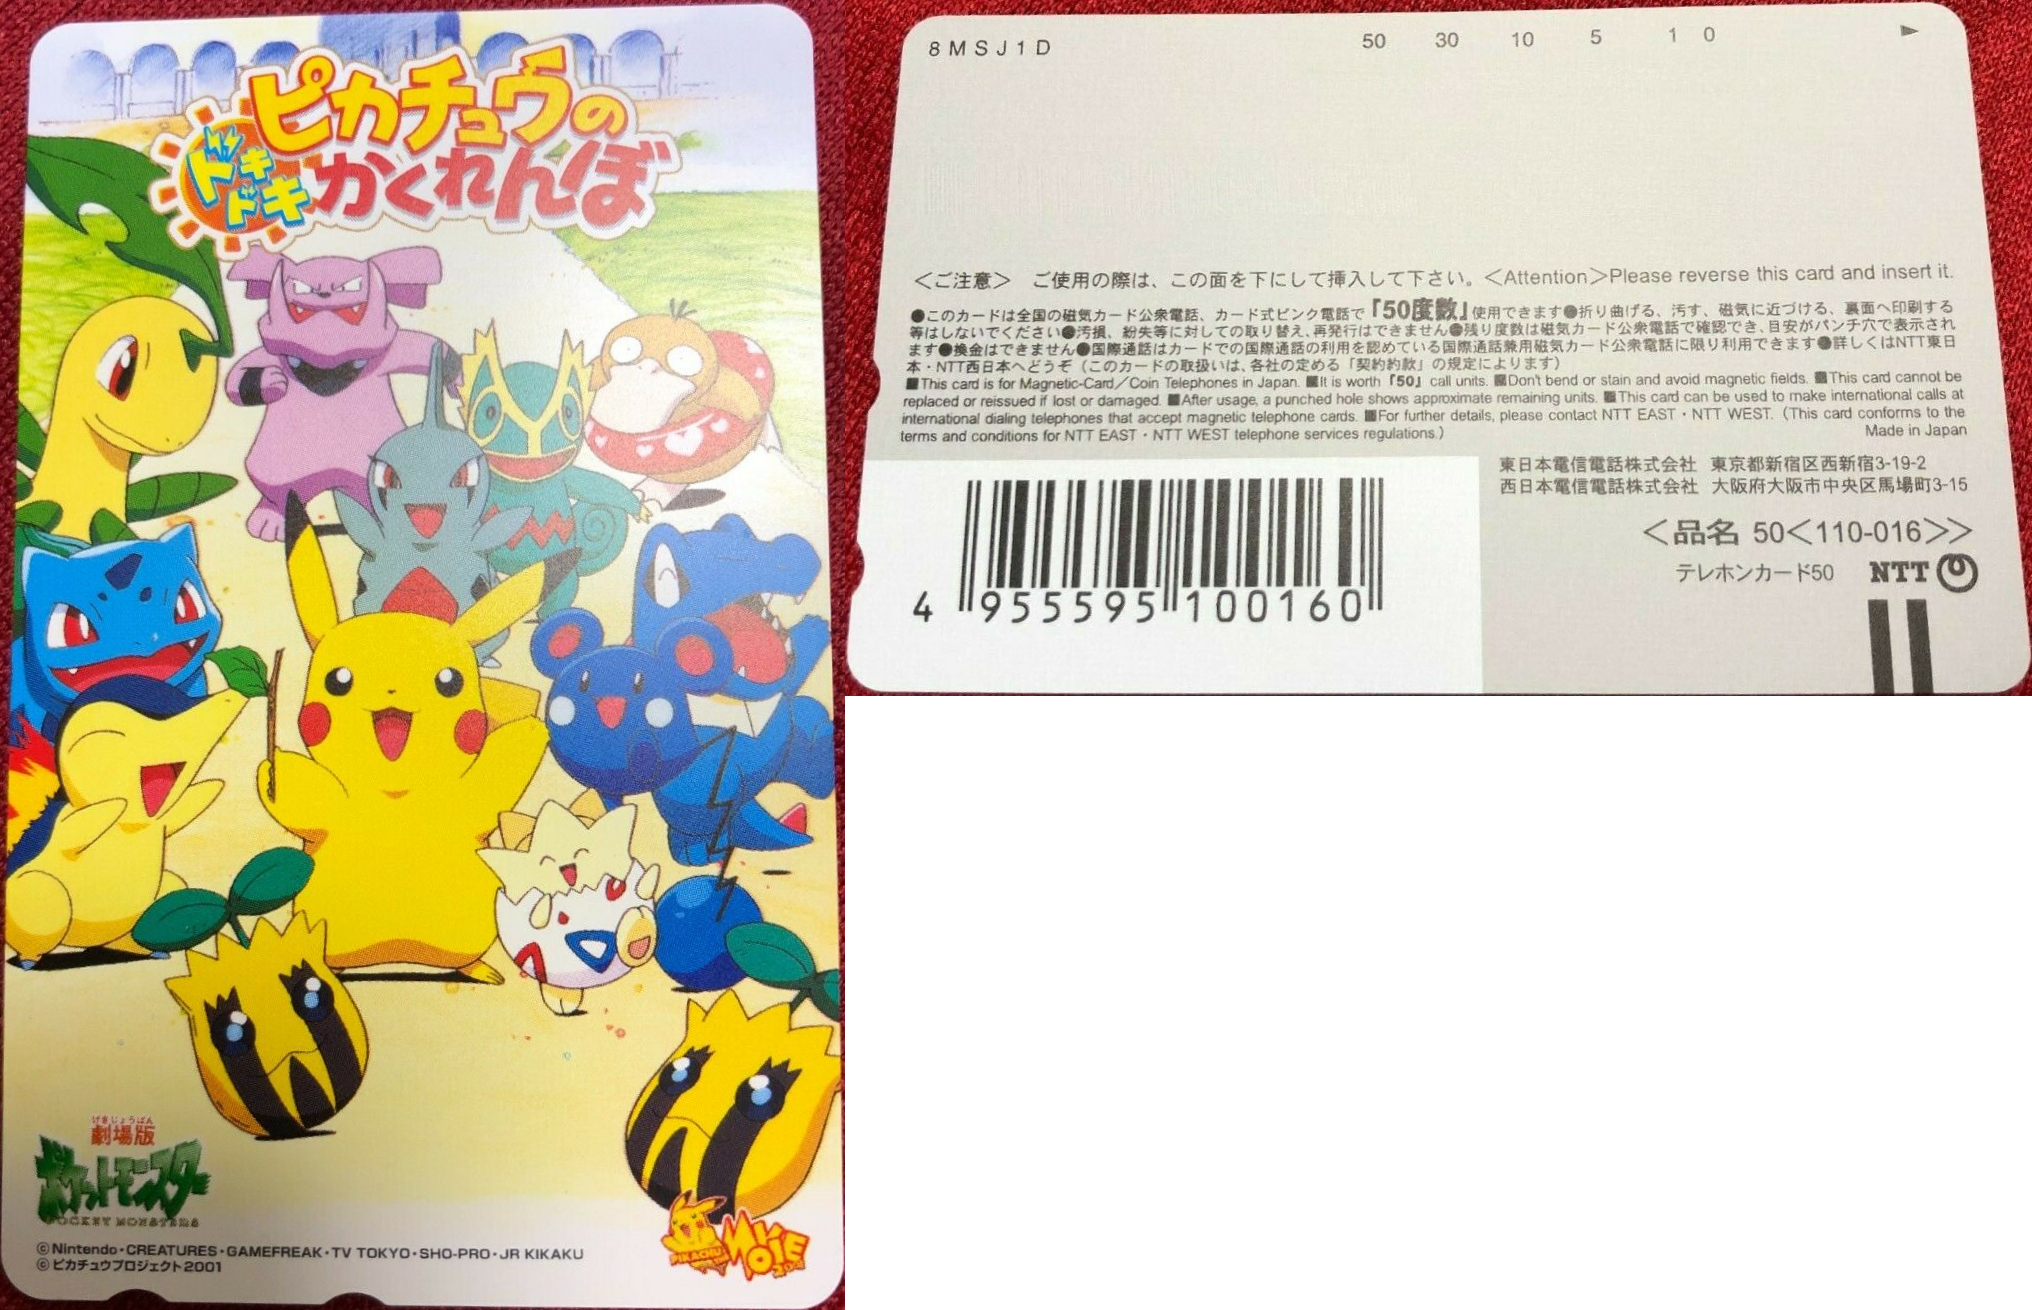 ピカチュウの
ドキドキ
かくれんぼ
げきじょうばん
劇場版
ポケットモンスター
POCKET MONSTERS
©Nintendo・CREATURES・GAMEFREAK・TV TOKYO・SHO-PRO・JR KIKAKU
©ピカチュウプロジェクト2001
PIKACHU
MOVIE
8MSJ1D
50 30 10 5 1 0
＜ご注意＞ ご使用の際は、この面を下にして挿入して下さい。＜Attention＞Please reverse this card and insert it.
●このカードは全国の磁気カード公衆電話、カード式ピンク電話で「50度数」使用できます●折り曲げる、汚す、磁気に近づける、裏面へ印刷する
等はしないでください●汚損、紛失等に対しての取り替え、再発行はできません●残り度数は磁気カード公衆電話で確認でき、目安がパンチ穴で表示され
ます●換金はできません●国際通話はカードでの国際通話の利用を認めている国際通話兼用磁気カード公衆電話に限り利用できます●詳しくはNTT東日
本・NTT西日本へどうぞ（このカードの取扱いは、各社の定める「契約約款」の規定によります）
■This card is for Magnetic-Card／Coin Telephones in Japan. ■It is worth「50」call units. ■Don't bend or stain and avoid magnetic fields. ■This card cannot be
replaced or reissued if lost or damaged. ■After usage, a punched hole shows approximate remaining units. ■This card can be used to make international calls at
international dialing telephones that accept magnetic telephone cards. ■For further details, please contact NTT EAST・NTT WEST.（This card conforms to the
terms and conditions for NTT EAST・NTT WEST telephone services regulations.）
Made in Japan
東日本電信電話株式会社 東京都新宿区西新宿3-19-2
西日本電信電話株式会社 大阪府大阪市中央区馬場町3-15
＜品名 50＜110-016＞＞
テレホンカード50 NTT
4 955595 100160